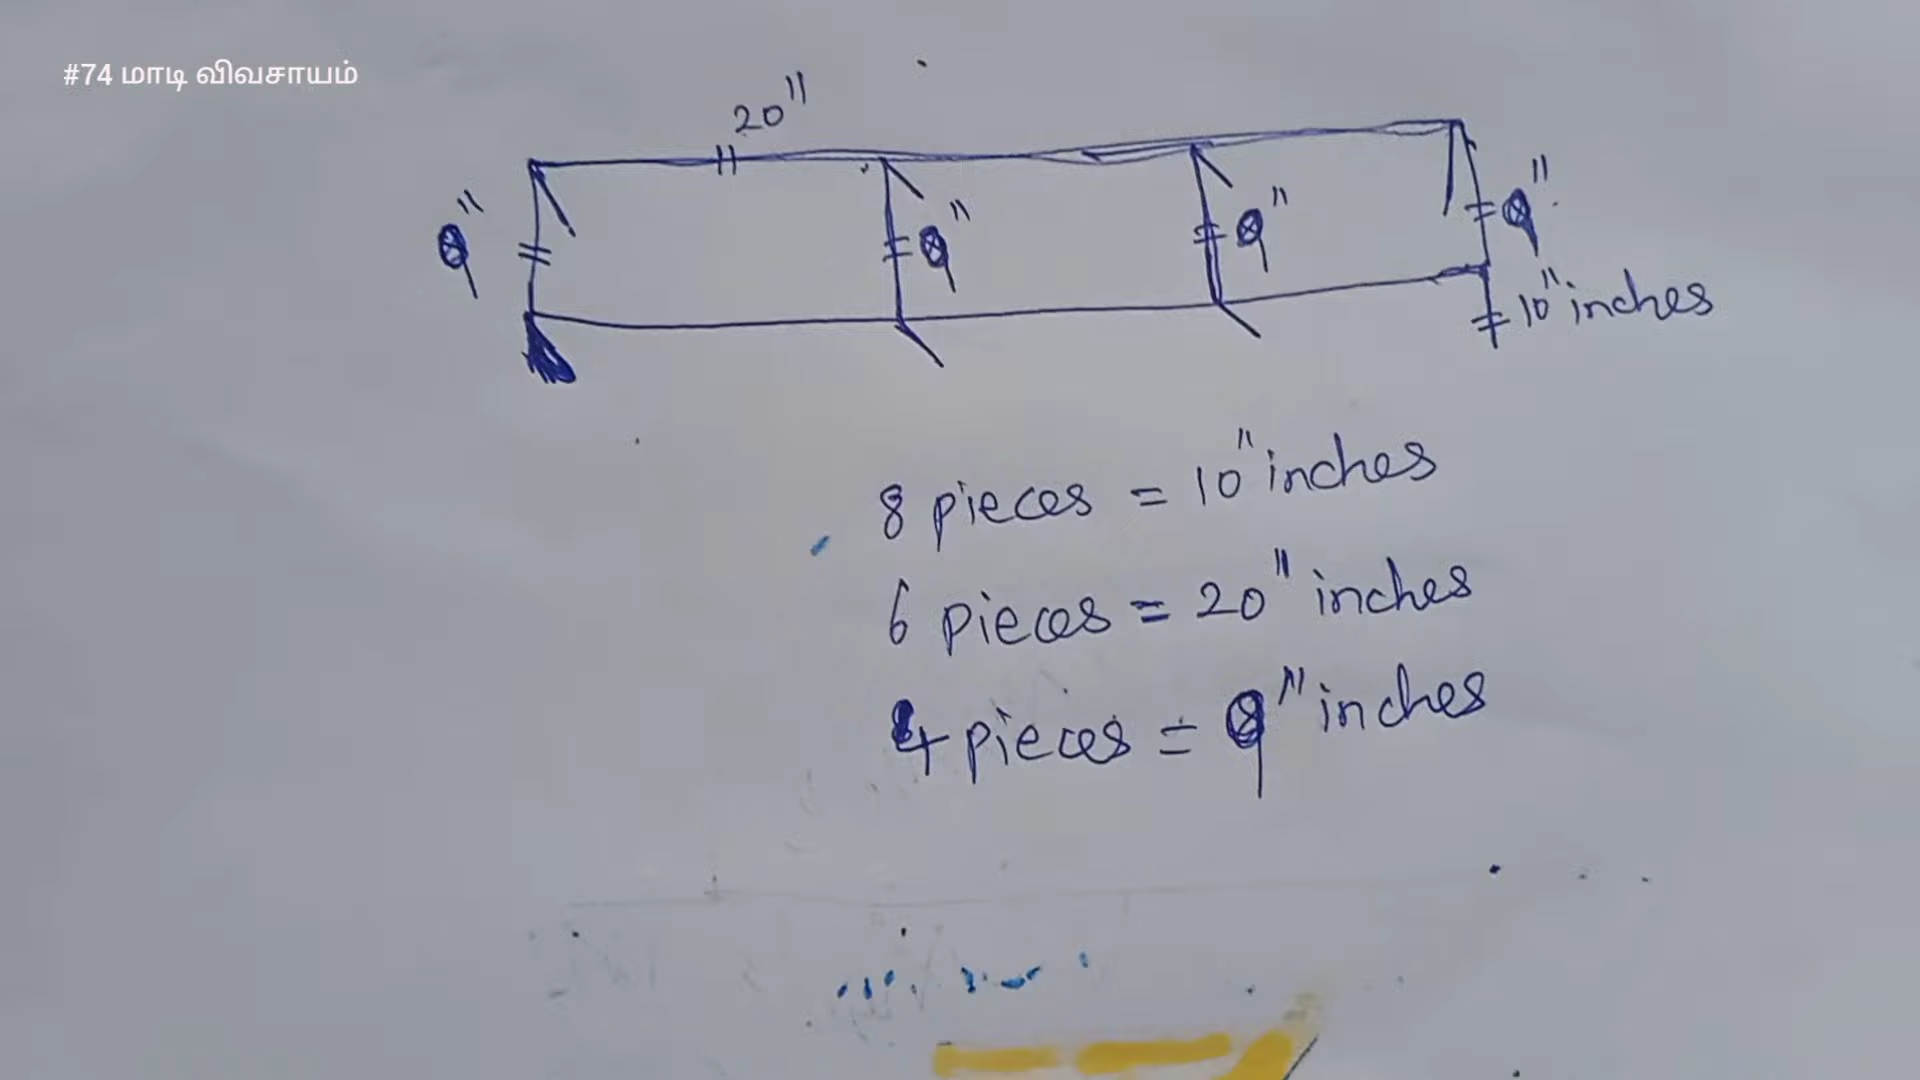 #74 மாடி விவசாயம்
20"
9"
9"
9"
9"
10" inches
8 pieces = 10" inches
6 pieces = 20" inches
4 pieces = 9" inches